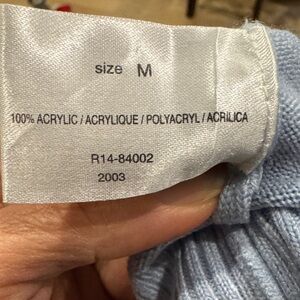 size M
100% ACRYLIC / ACRYLIQUE / POLYACRYL / ACRILICA
R14-84002
2003